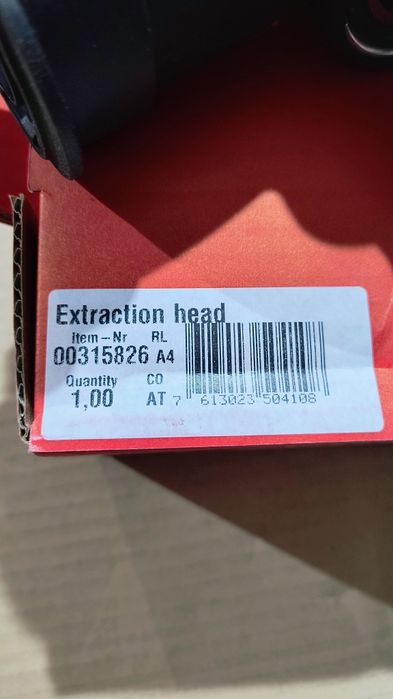 Extraction head
Item-Nr RL
00315826 A4
Quantity CO
1,00 AT
7 613023 504108